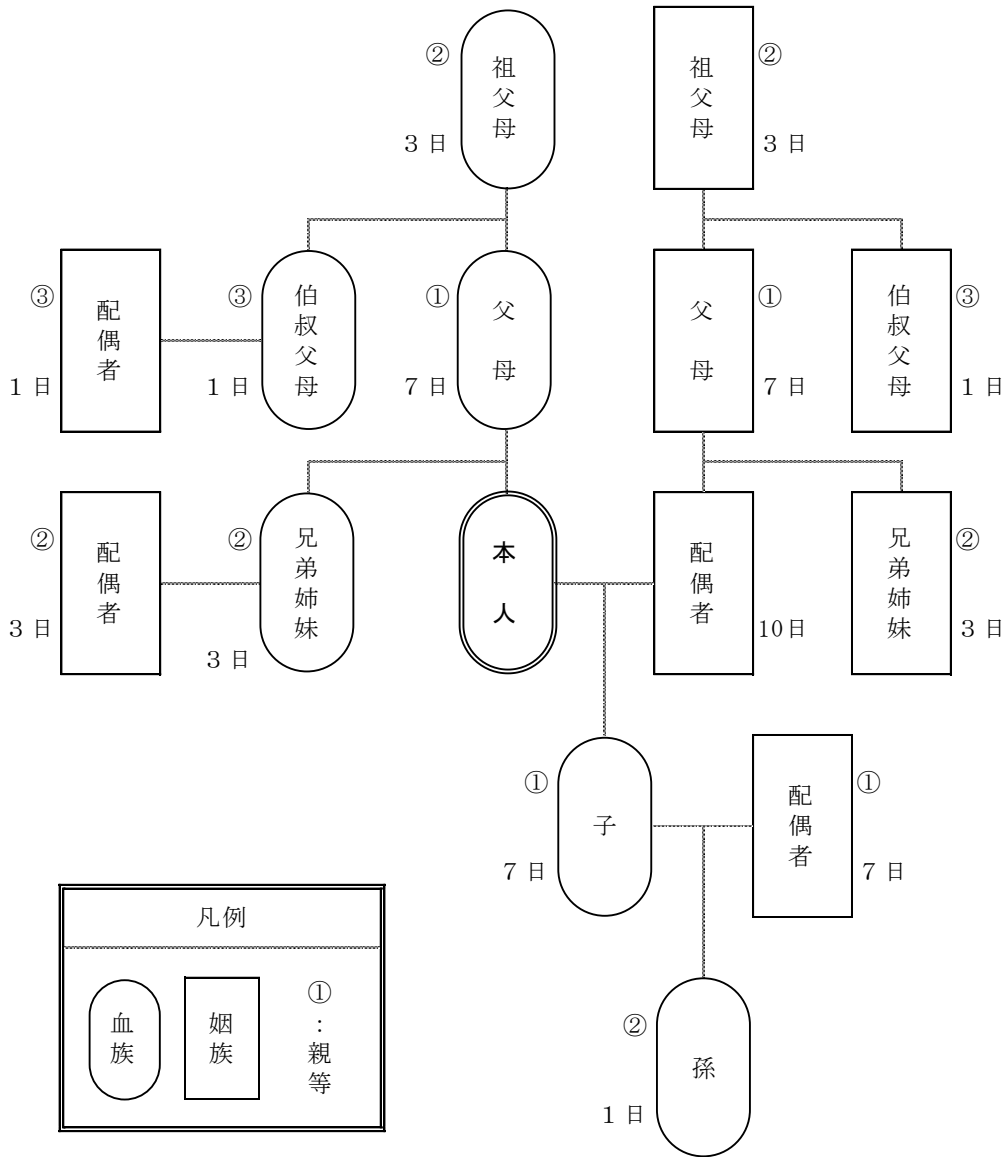 ② 祖父母 3日
祖父母 ② 3日
③ 配偶者 1日
③ 伯叔父母 1日
① 父母 7日
父母 ① 7日
伯叔父母 ③ 1日
② 配偶者 3日
② 兄弟姉妹 3日
本人
配偶者 10日
兄弟姉妹 ② 3日
① 子 7日
配偶者 ① 7日
② 孫 1日
凡例
血族
姻族
①:親等